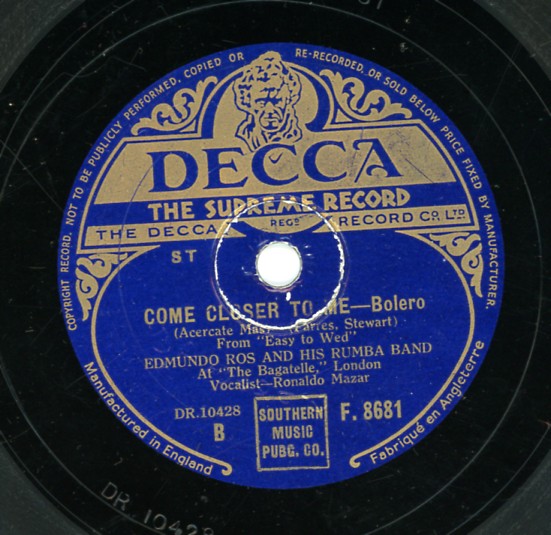 COPYRIGHT RECORD. NOT TO BE PUBLICLY PERFORMED, COPIED OR RE-RECORDED, OR SOLD BELOW PRICE FIXED BY MANUFACTURER.
DECCA
THE SUPREME RECORD
THE DECCA REGD RECORD CO. LTD
ST
COME CLOSER TO ME—Bolero
(Acercate Mas) (Farres, Stewart)
From "Easy to Wed"
EDMUNDO ROS AND HIS RUMBA BAND
At "The Bagatelle," London
Vocalist—Ronaldo Mazar
DR.10428
B
SOUTHERN
MUSIC
PUBG. CO.
F. 8681
Manufactured in England
Fabriqué en Angleterre
DR 10428